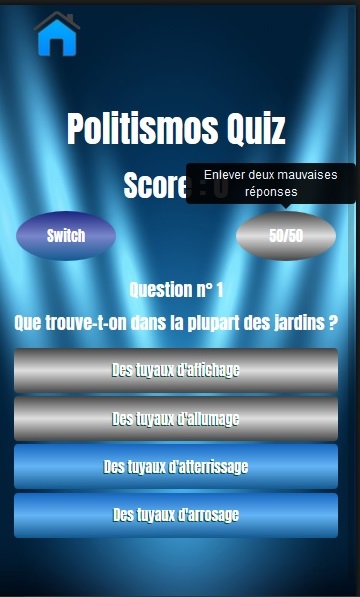 Politismos Quiz
Score : 0
Enlever deux mauvaises
réponses
Switch
50/50
Question n° 1
Que trouve-t-on dans la plupart des jardins ?
Des tuyaux d'affichage
Des tuyaux d'allumage
Des tuyaux d'atterrissage
Des tuyaux d'arrosage